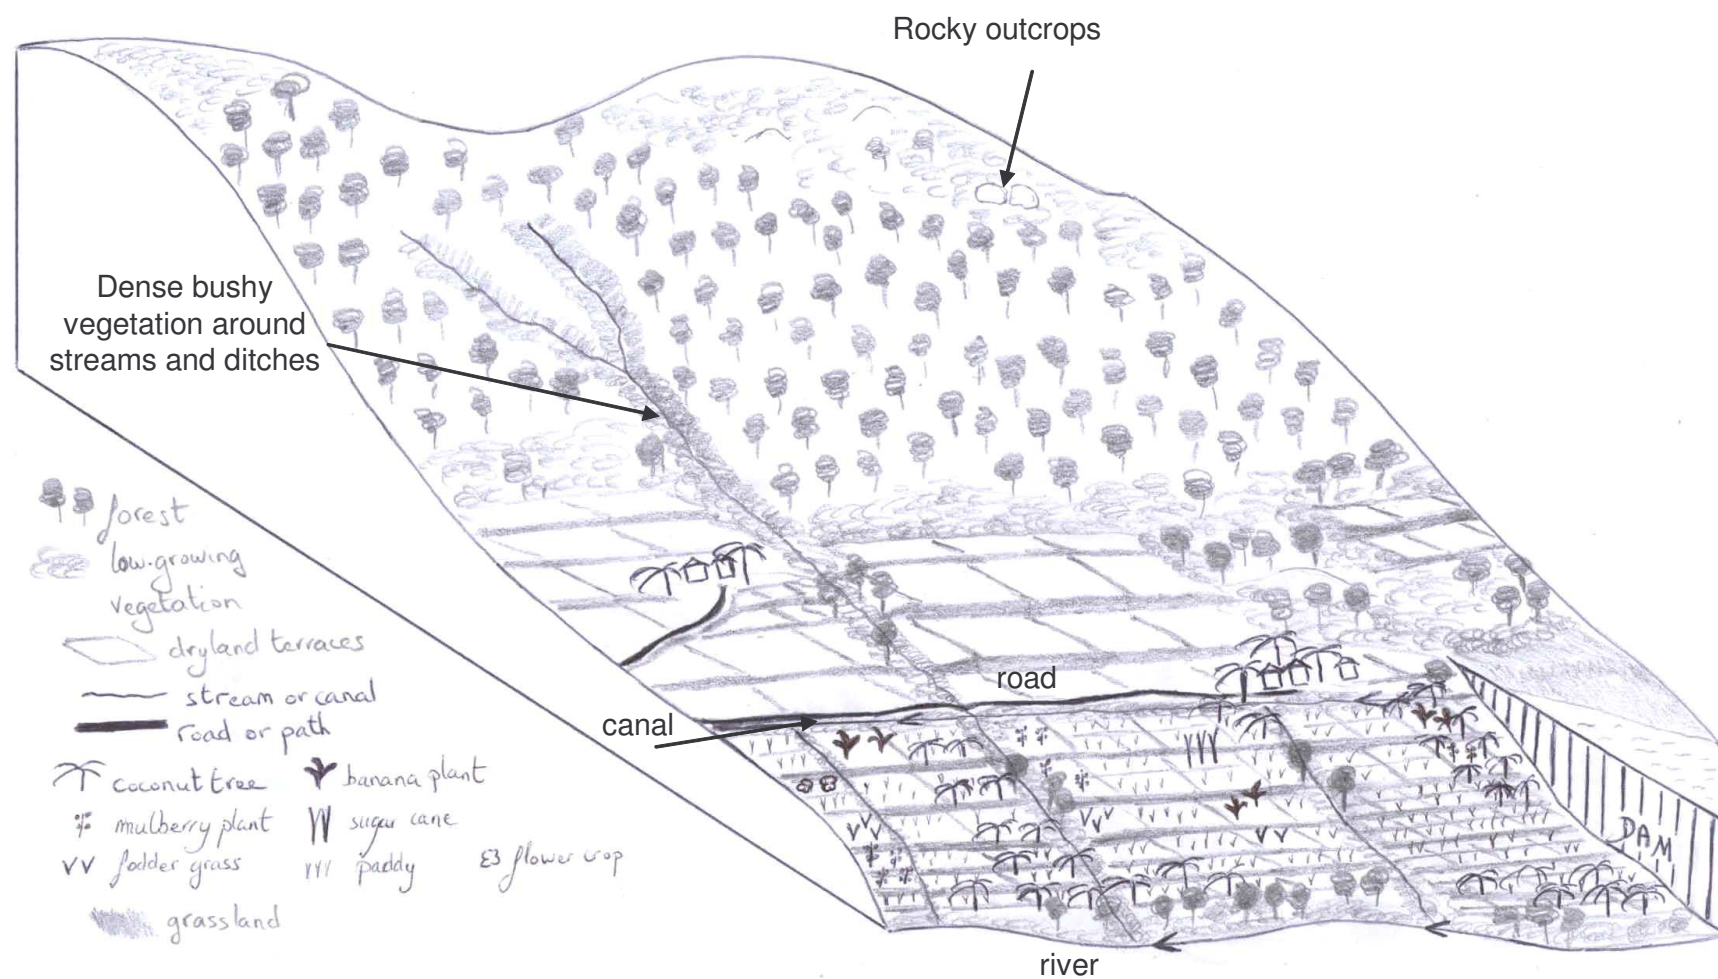 Rocky outcrops
Dense bushy
vegetation around
streams and ditches
forest
low-growing
vegetation
dryland terraces
stream or canal
road or path
coconut tree
banana plant
mulberry plant
sugar cane
fodder grass
paddy
flower crop
grassland
road
canal
DAM
river